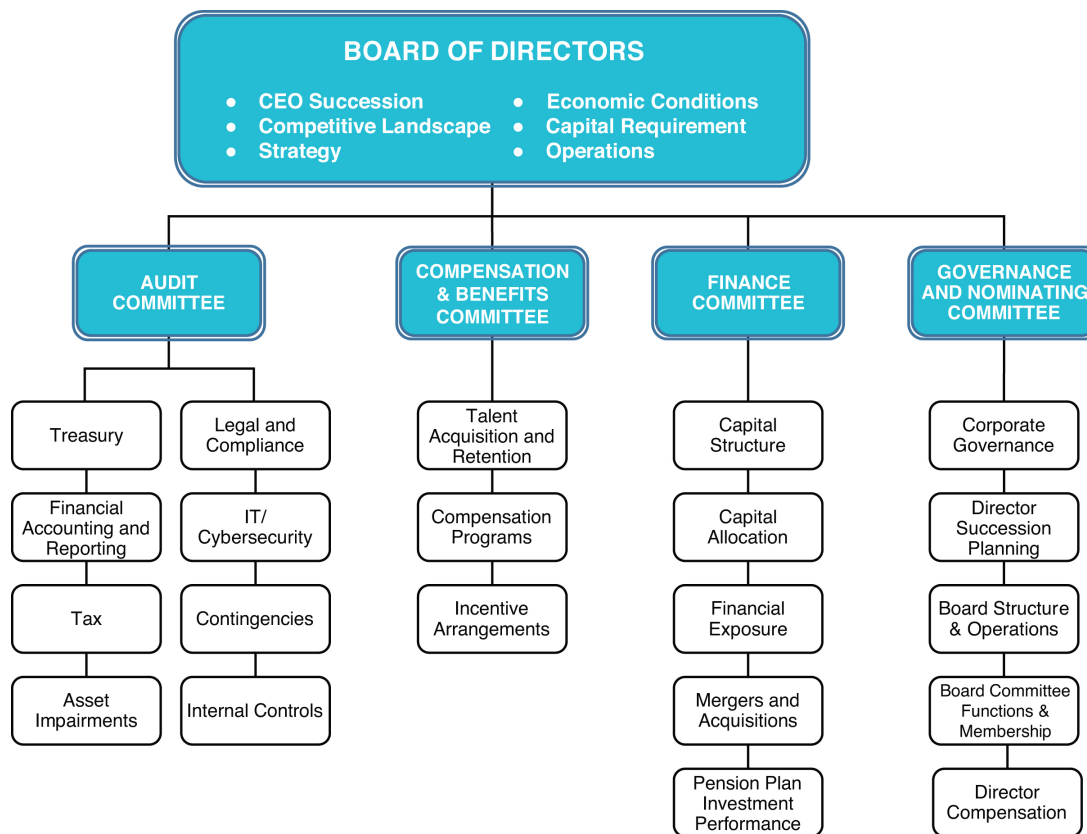 BOARD OF DIRECTORS
● CEO Succession
● Competitive Landscape
● Strategy
● Economic Conditions
● Capital Requirement
● Operations
AUDIT
COMMITTEE
COMPENSATION
& BENEFITS
COMMITTEE
FINANCE
COMMITTEE
GOVERNANCE
AND NOMINATING
COMMITTEE
Treasury
Financial
Accounting and
Reporting
Tax
Asset
Impairments
Legal and
Compliance
IT/
Cybersecurity
Contingencies
Internal Controls
Talent
Acquisition and
Retention
Compensation
Programs
Incentive
Arrangements
Capital
Structure
Capital
Allocation
Financial
Exposure
Mergers and
Acquisitions
Pension Plan
Investment
Performance
Corporate
Governance
Director
Succession
Planning
Board Structure
& Operations
Board Committee
Functions &
Membership
Director
Compensation